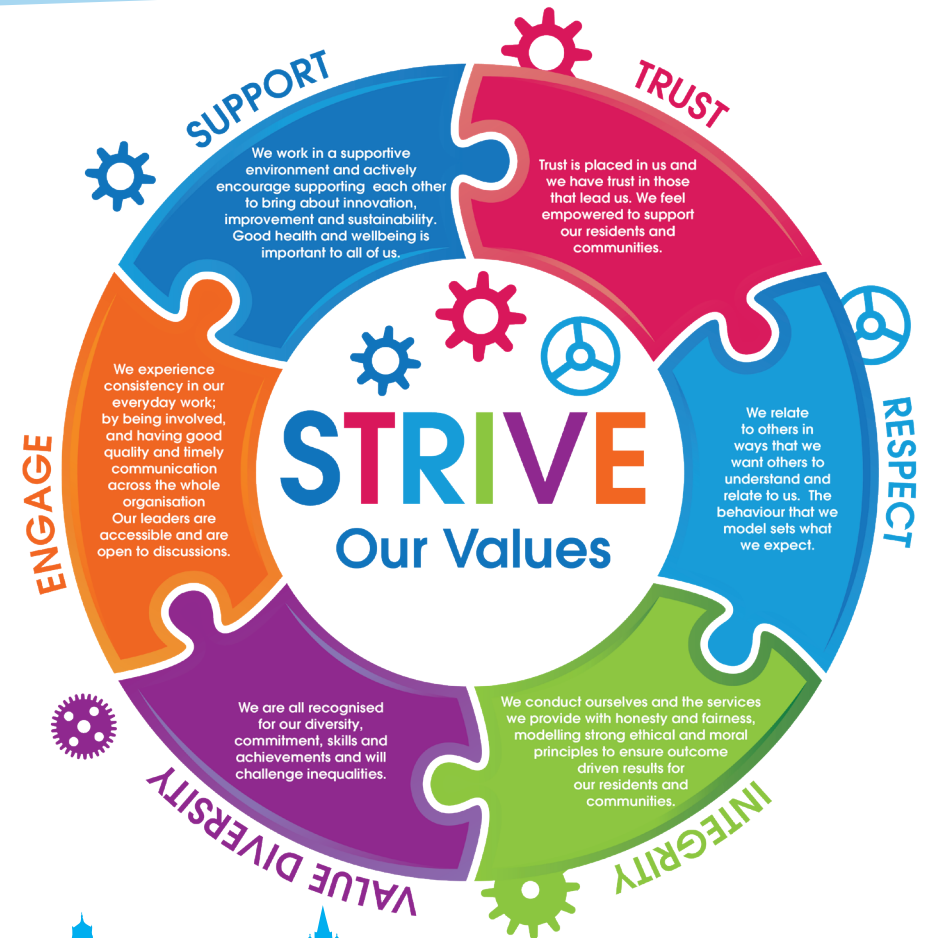 SUPPORT
We work in a supportive
environment and actively
encourage supporting each other
to bring about innovation,
improvement and sustainability.
Good health and wellbeing is
important to all of us.
TRUST
Trust is placed in us and
we have trust in those
that lead us. We feel
empowered to support
our residents and
communities.
RESPECT
We relate
to others in
ways that we
want others to
understand and
relate to us. The
behaviour that we
model sets what
we expect.
INTEGRITY
We conduct ourselves and the services
we provide with honesty and fairness,
modelling strong ethical and moral
principles to ensure outcome
driven results for
our residents and
communities.
VALUE DIVERSITY
We are all recognised
for our diversity,
commitment, skills and
achievements and will
challenge inequalities.
ENGAGE
We experience
consistency in our
everyday work;
by being involved,
and having good
quality and timely
communication
across the whole
organisation
Our leaders are
accessible and are
open to discussions.
STRIVE
Our Values